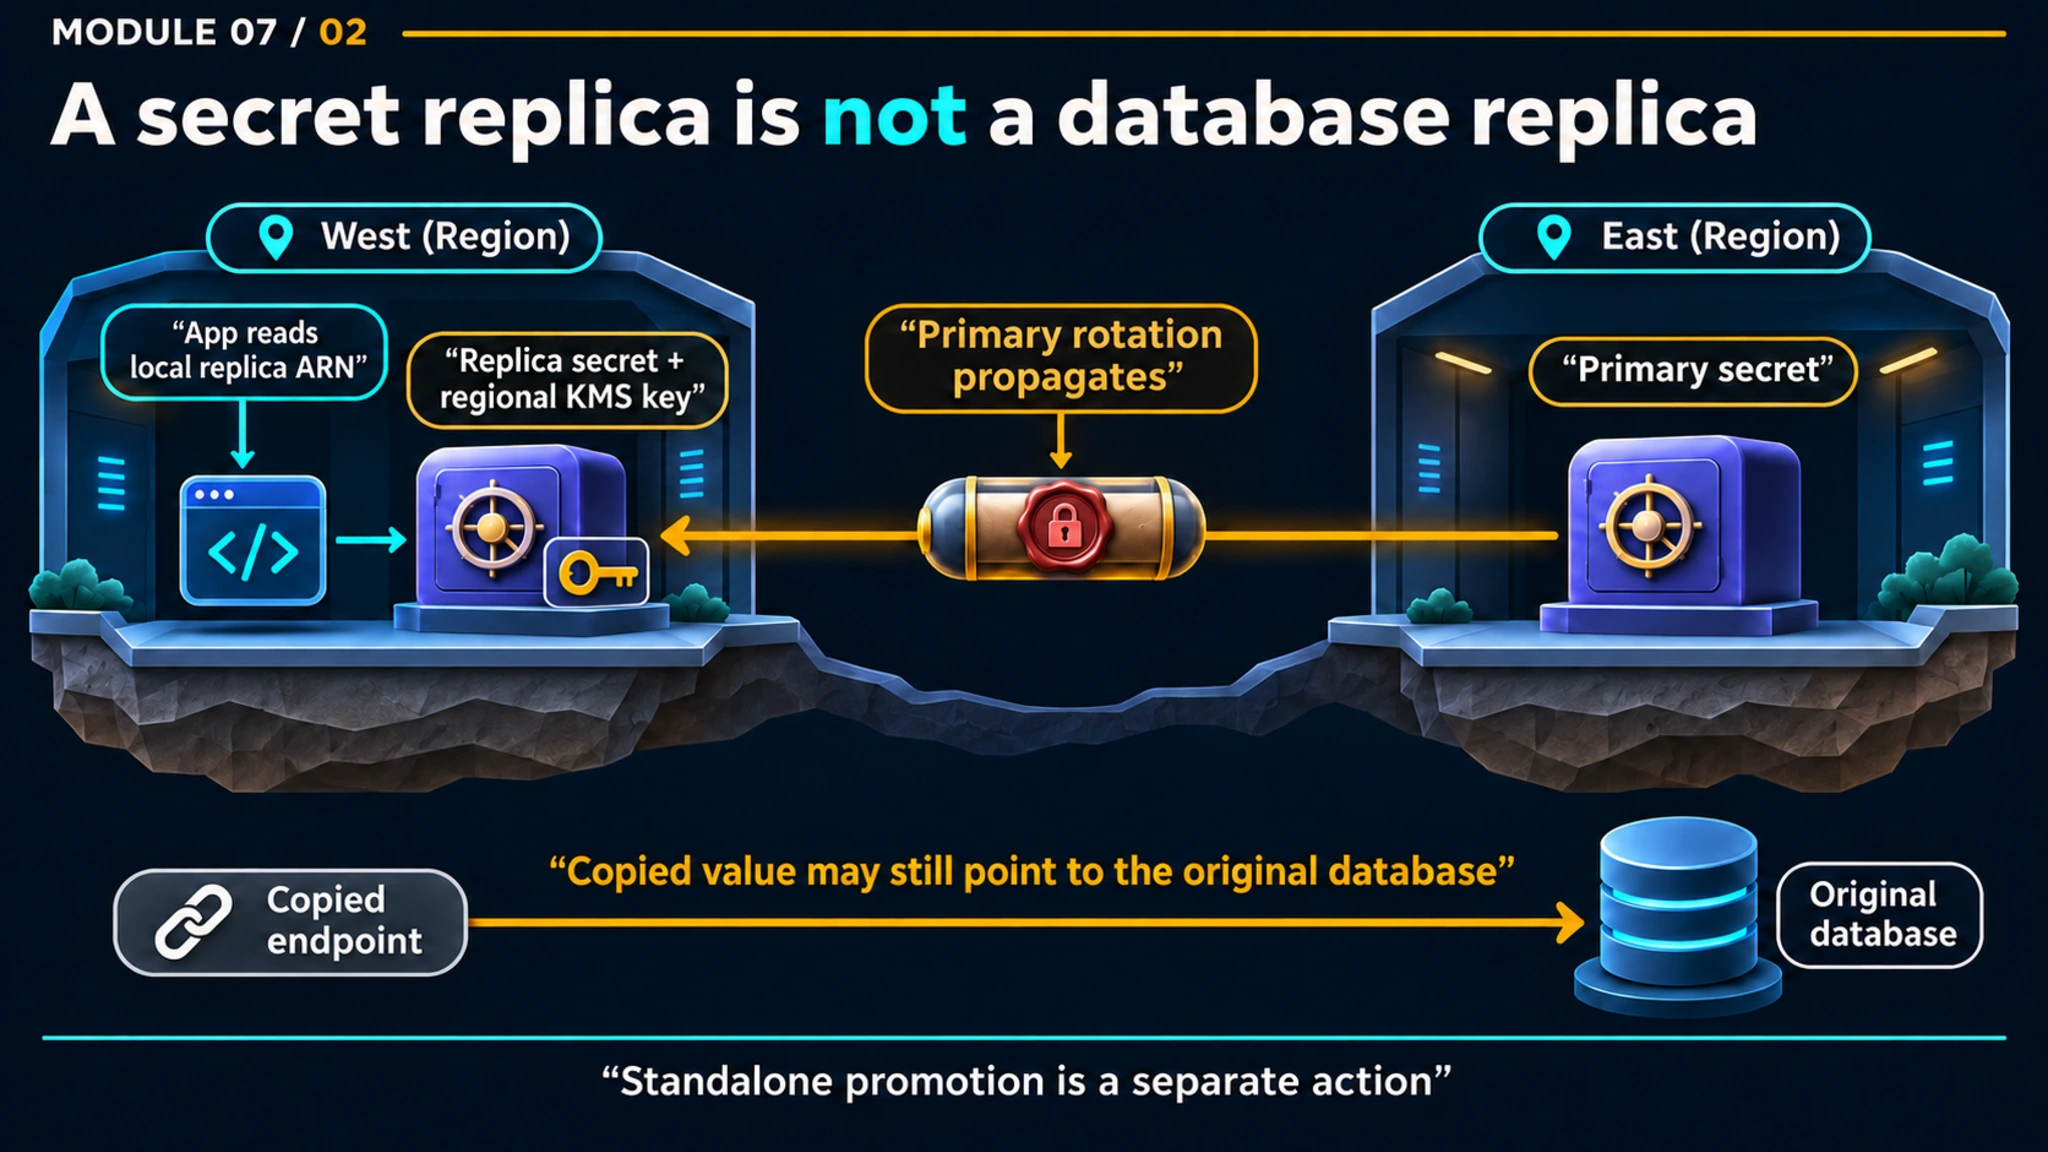 MODULE 07 / 02
A secret replica is not a database replica
West (Region)
East (Region)
“App reads
local replica ARN”
“Replica secret +
regional KMS key”
“Primary rotation
propagates”
“Primary secret”
</>
“Copied value may still point to the original database”
Copied
endpoint
Original
database
“Standalone promotion is a separate action”